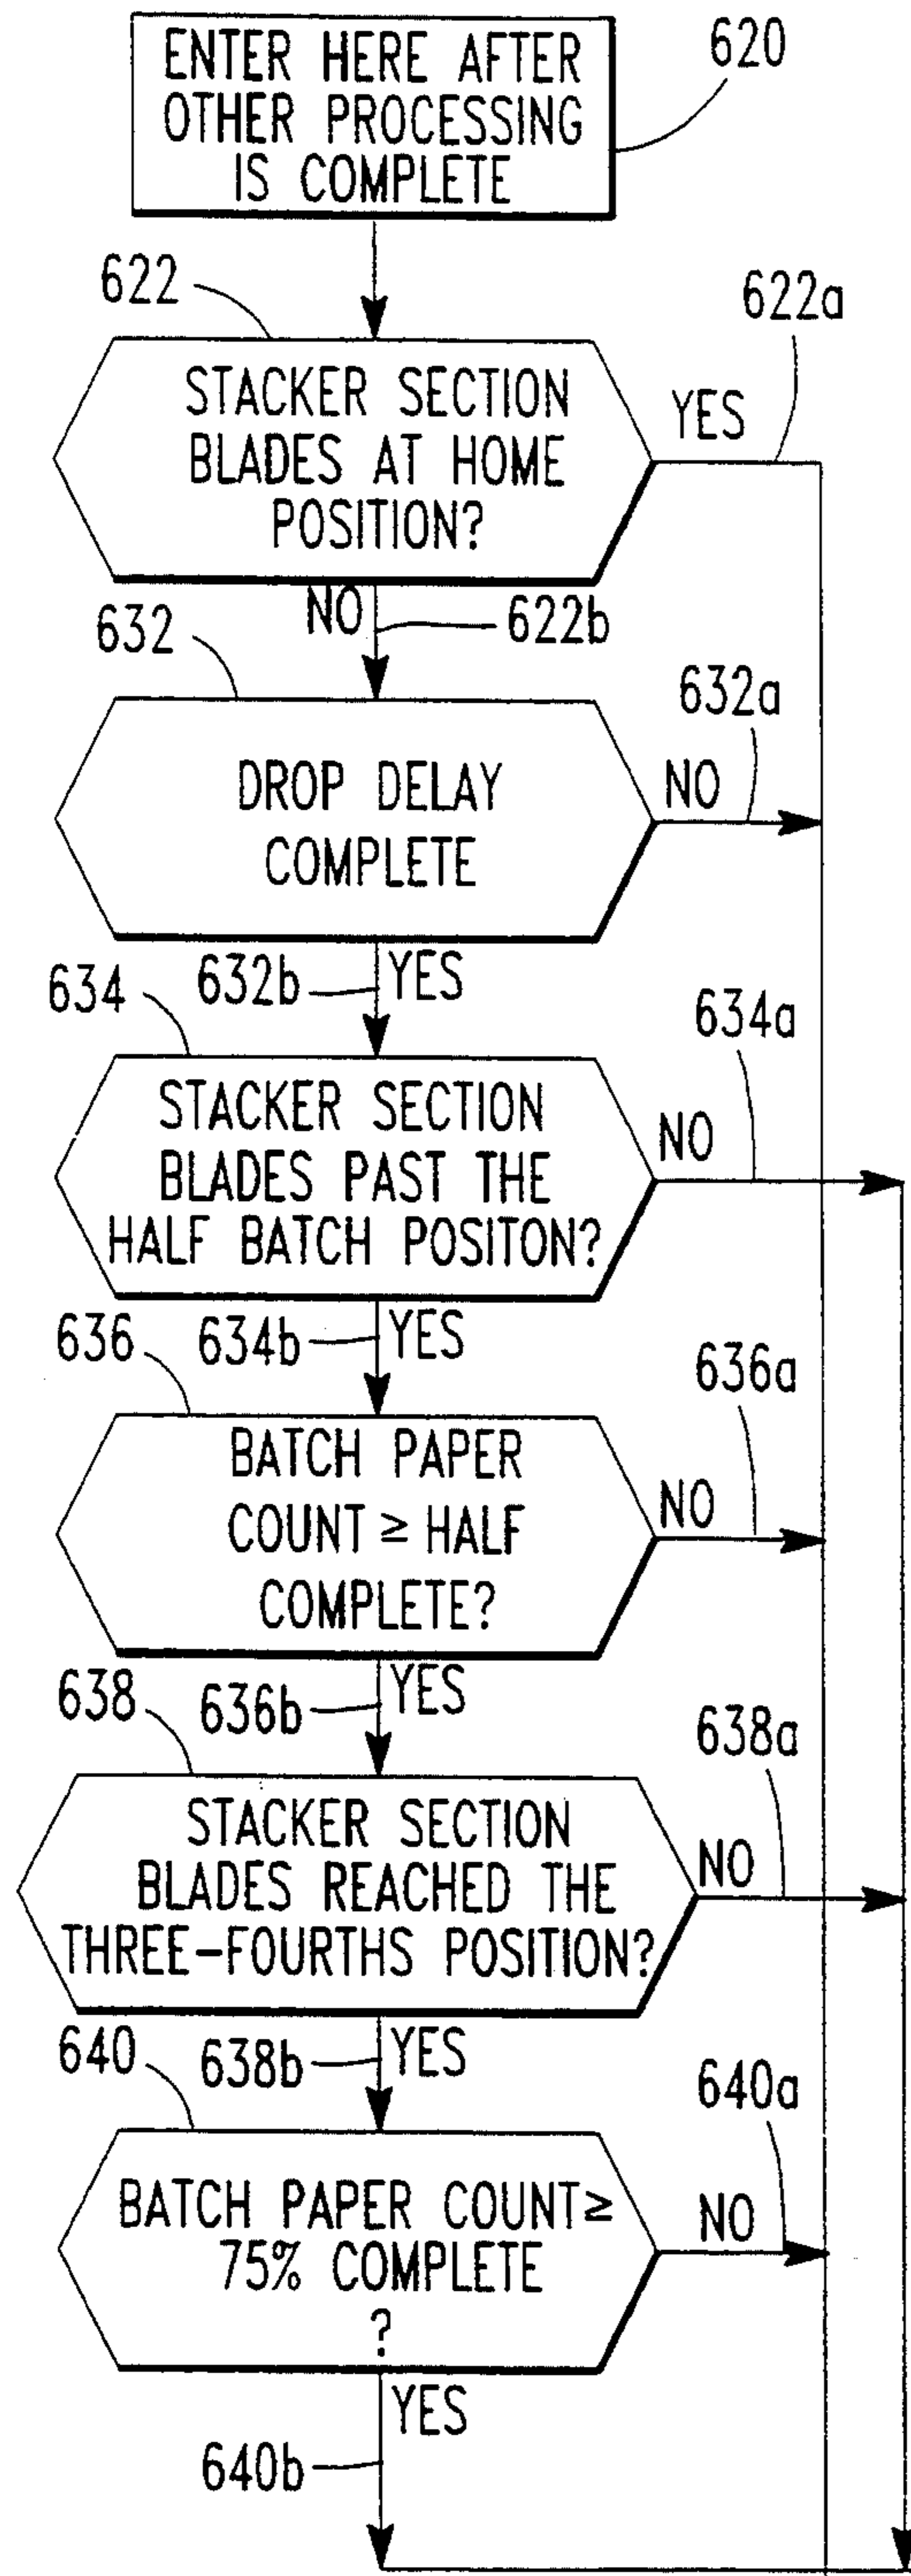 ENTER HERE AFTER
OTHER PROCESSING
IS COMPLETE
620
622
622a
STACKER SECTION
BLADES AT HOME
POSITION?
YES
NO
622b
632
632a
DROP DELAY
COMPLETE
NO
632b
YES
634
634a
STACKER SECTION
BLADES PAST THE
HALF BATCH POSITON?
NO
634b
YES
636
636a
BATCH PAPER
COUNT ≥ HALF
COMPLETE?
NO
636b
YES
638
638a
STACKER SECTION
BLADES REACHED THE
THREE-FOURTHS POSITION?
NO
638b
YES
640
640a
BATCH PAPER COUNT≥
75% COMPLETE
?
NO
YES
640b